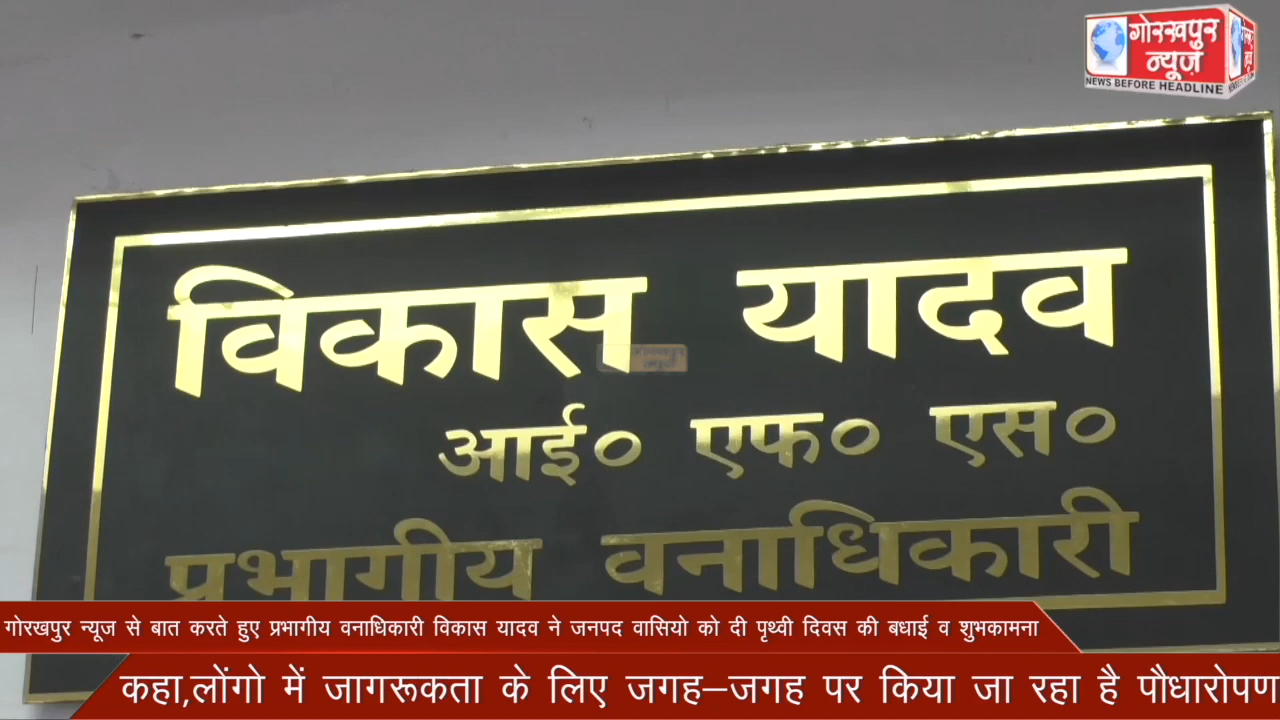 गोरखपुर
न्यूज़
NEWS BEFORE HEADLINE
विकास यादव
आई० एफ० एस०
प्रभागीय वनाधिकारी
गोरखपुर न्यूज से बात करते हुए प्रभागीय वनाधिकारी विकास यादव ने जनपद वासियो को दी पृथ्वी दिवस की बधाई व शुभकामना
कहा,लोंगो में जागरूकता के लिए जगह–जगह पर किया जा रहा है पौधारोपण